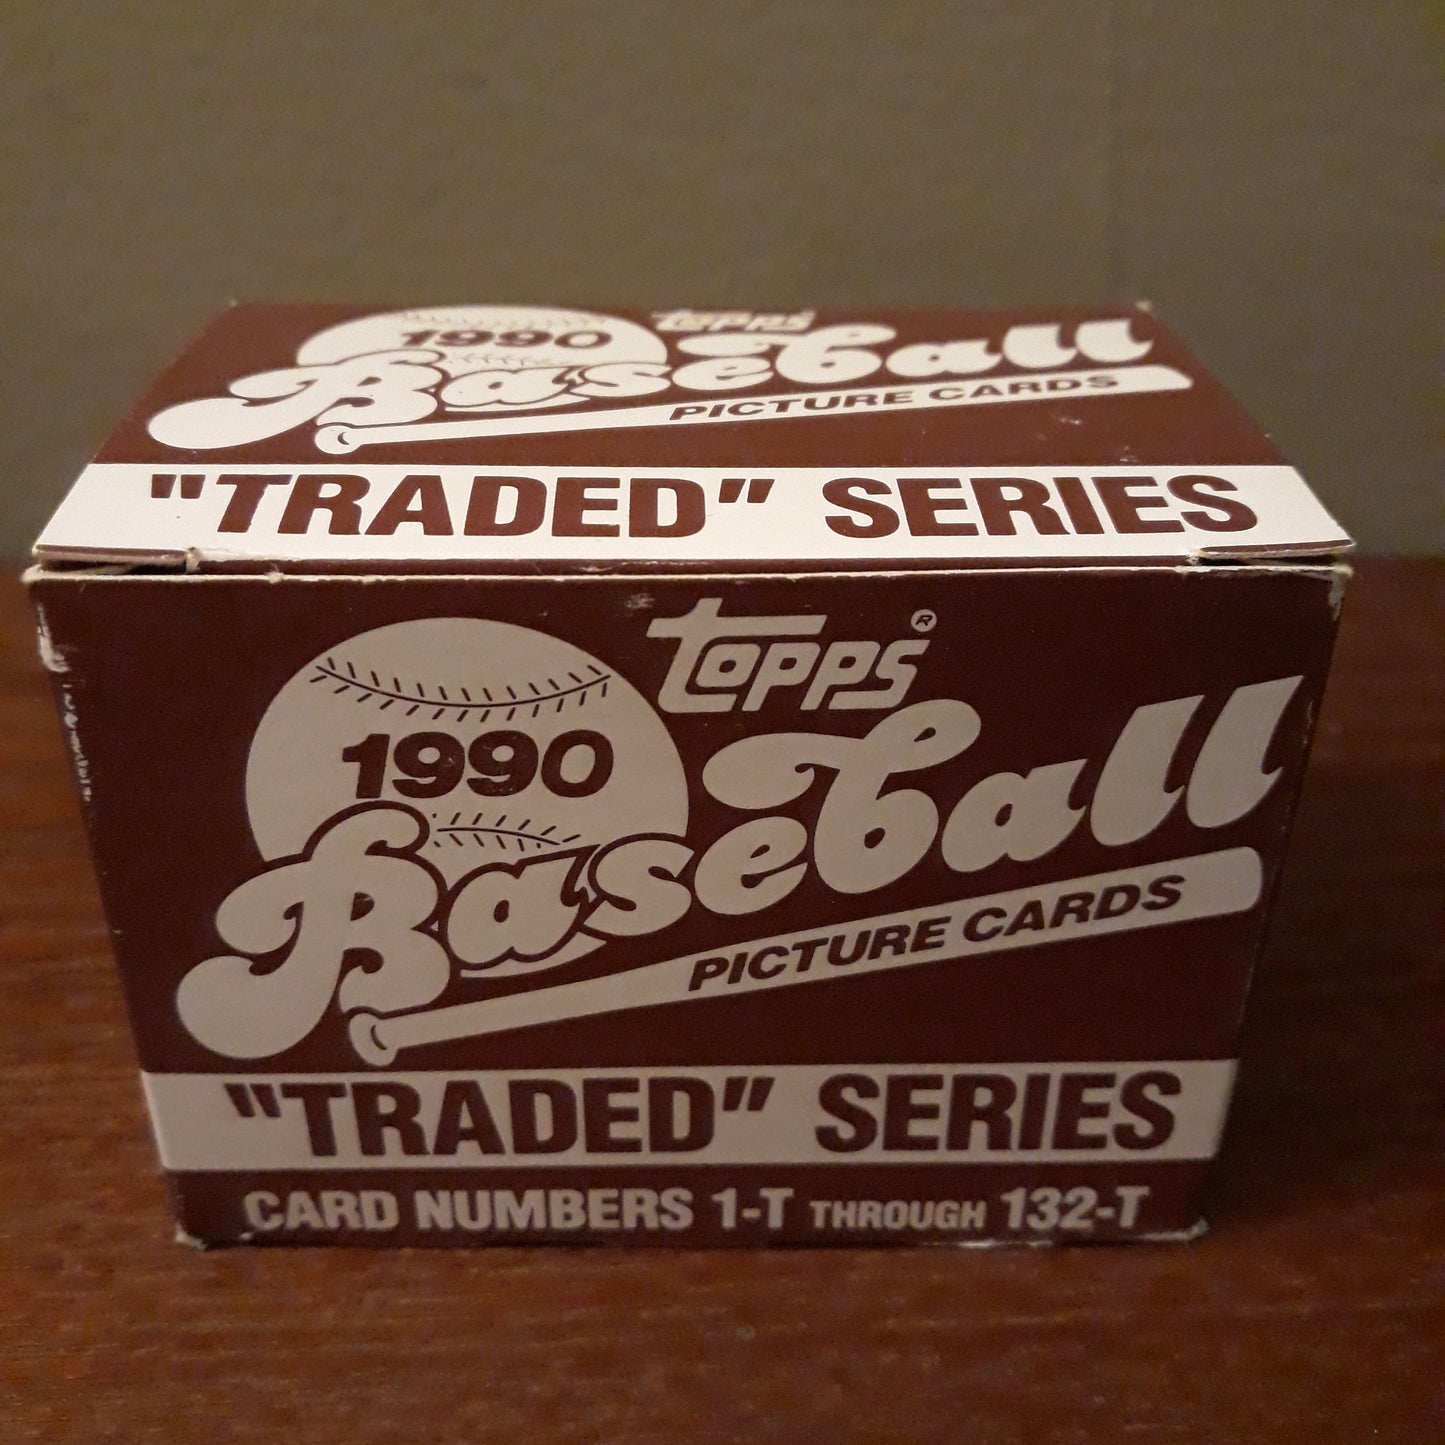 1990
topps
Baseball
PICTURE CARDS
"TRADED" SERIES
topps®
1990
Baseball
PICTURE CARDS
"TRADED" SERIES
CARD NUMBERS 1-T THROUGH 132-T